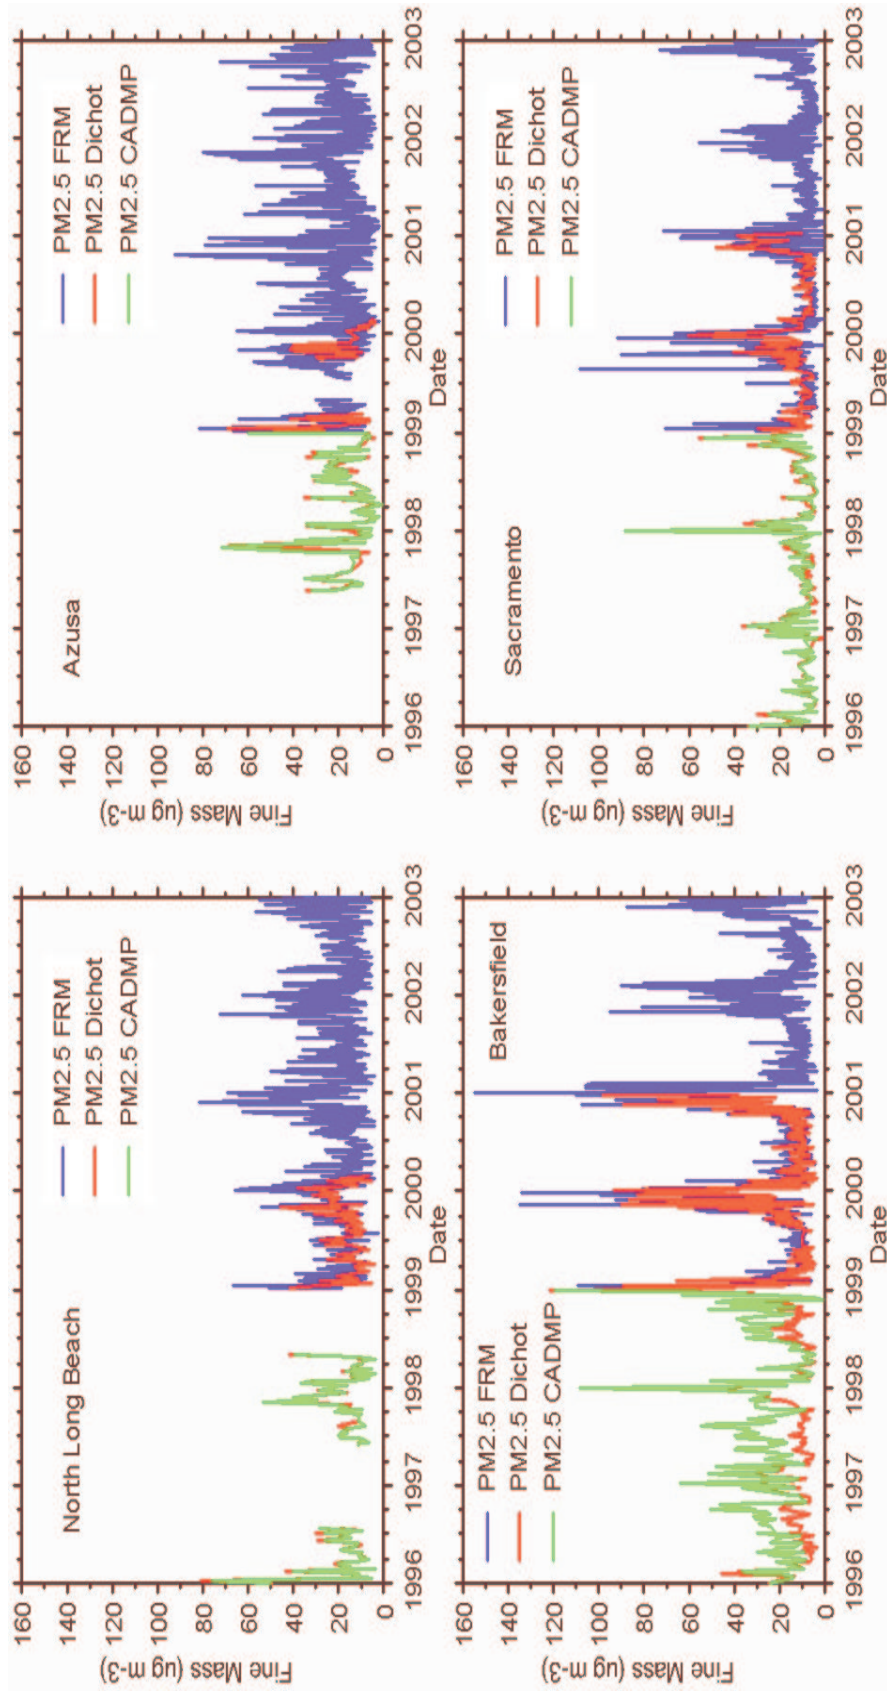 North Long Beach
PM2.5 FRM
PM2.5 Dichot
PM2.5 CADMP
160
140
120
100
80
60
40
20
0
Fine Mass (ug m-3)
1996 1997 1998 1999 2000 2001 2002 2003
Date
Azusa
PM2.5 FRM
PM2.5 Dichot
PM2.5 CADMP
160
140
120
100
80
60
40
20
0
Fine Mass (ug m-3)
1996 1997 1998 1999 2000 2001 2002 2003
Date
Bakersfield
PM2.5 FRM
PM2.5 Dichot
PM2.5 CADMP
160
140
120
100
80
60
40
20
0
Fine Mass (ug m-3)
1996 1997 1998 1999 2000 2001 2002 2003
Date
Sacramento
PM2.5 FRM
PM2.5 Dichot
PM2.5 CADMP
160
140
120
100
80
60
40
20
0
Fine Mass (ug m-3)
1996 1997 1998 1999 2000 2001 2002 2003
Date